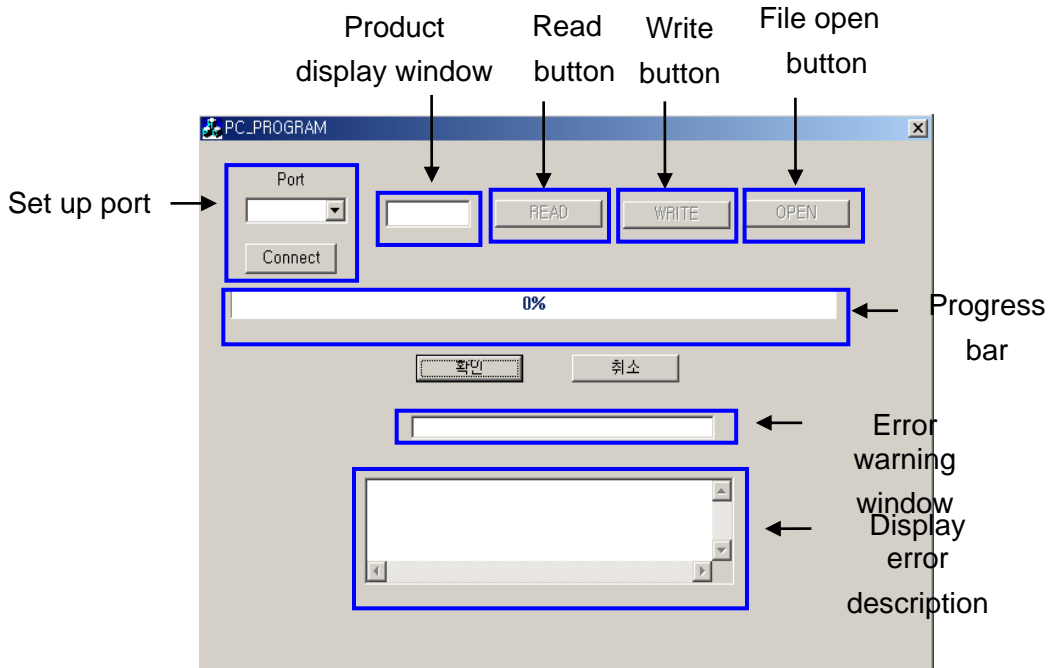 Product
display window
Read
button
Write
button
File open
button
PC_PROGRAM
Set up port
Port
READ
WRITE
OPEN
Connect
0%
Progress
bar
확인
취소
Error
warning
window
Display
error
description